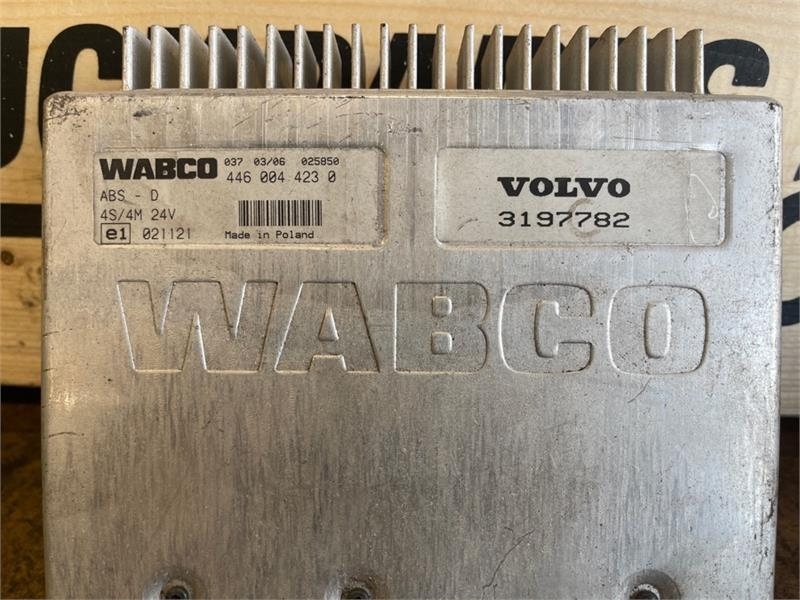 WABCO 037 03/06 025850
446 004 423 0
ABS - D
4S/4M 24V
e1 021121 Made in Poland
VOLVO
3197782
C
WABCO